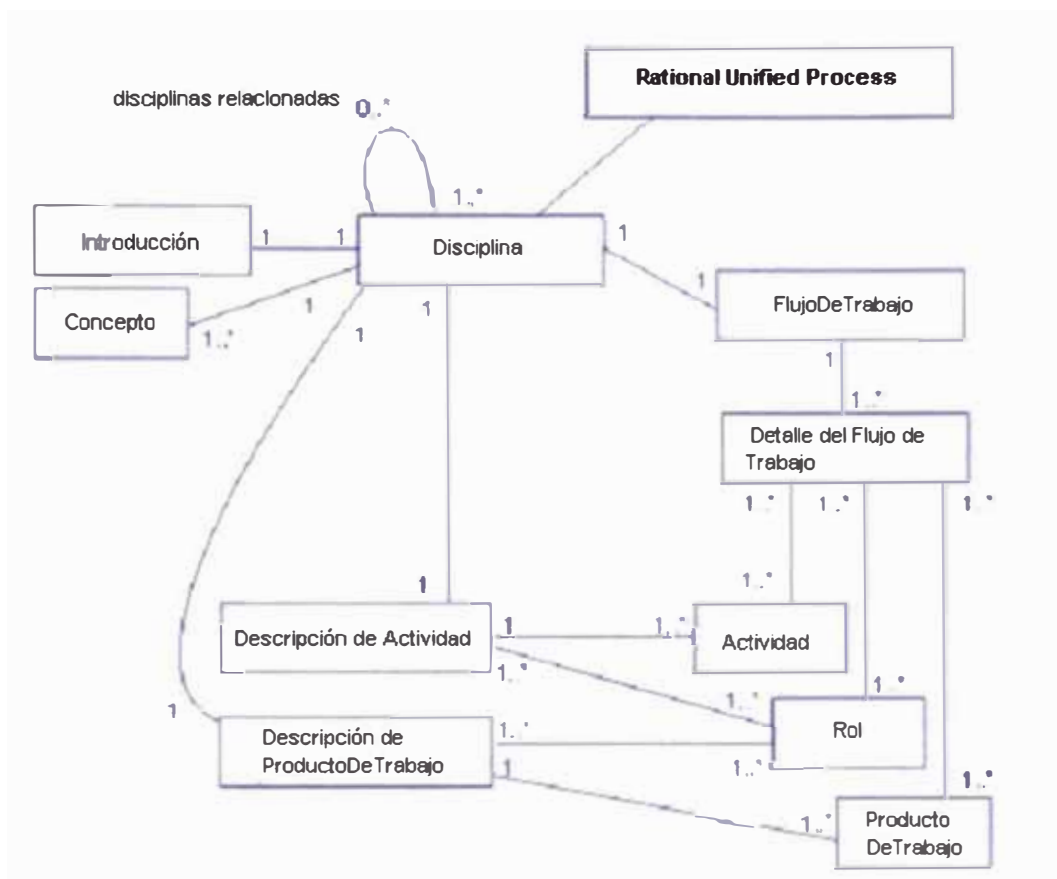 Rational Unified Process
disciplinas relacionadas
0..*
1..*
Introducción
1
1
Disciplina
1
1
FlujoDeTrabajo
Concepto
1..*
1
1
1
1
1..*
Detalle del Flujo de
Trabajo
1..*
1..*
1..*
1
1..*
Descripción de Actividad
1
1..*
Actividad
1..*
1..*
1..*
1
Rol
Descripción de
ProductoDeTrabajo
1..*
1..*
1
1..*
1..*
Producto
DeTrabajo